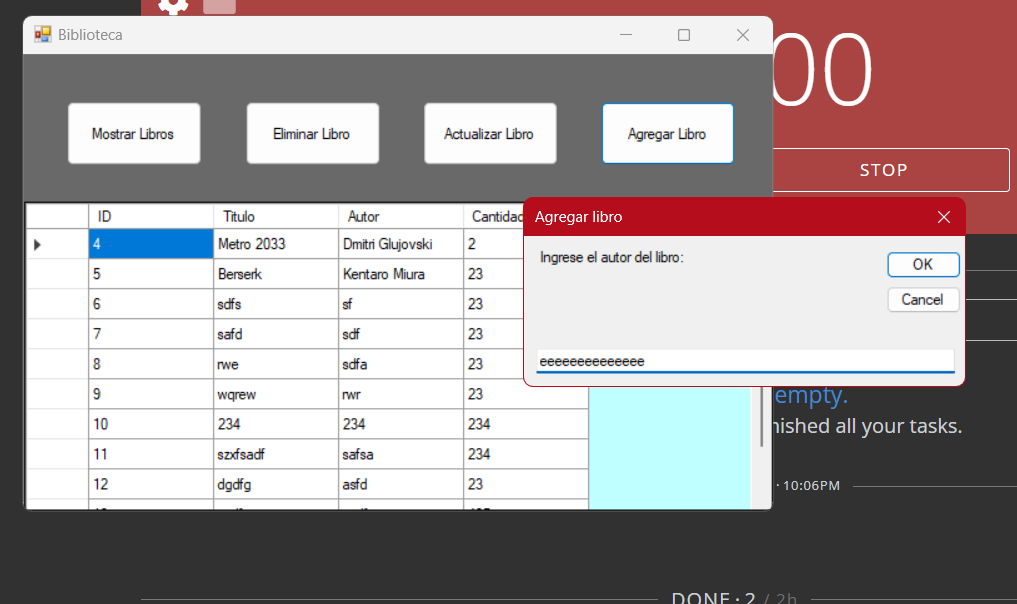 Biblioteca
00
Mostrar Libros
Eliminar Libro
Actualizar Libro
Agregar Libro
STOP
ID Titulo Autor Cantidad
4 Metro 2033 Dmitri Glujovski 2
5 Berserk Kentaro Miura 23
6 sdfs sf 23
7 safd sdf 23
8 rwe sdfa 23
9 wqrew rwr 23
10 234 234 234
11 szxfsadf safsa 234
12 dgdfg asfd 23
Agregar libro
Ingrese el autor del libro:
OK
Cancel
eeeeeeeeeeeeee
empty.
nished all your tasks.
· 10:06PM
DONE · 2 / 2h